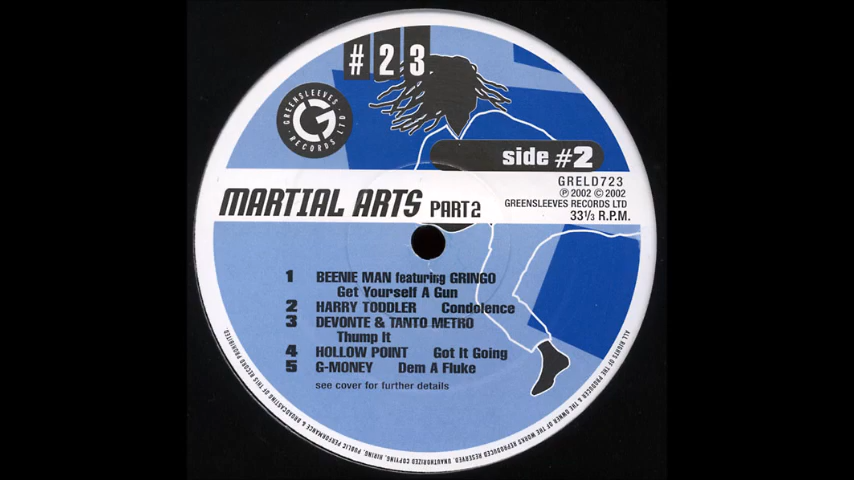 #23
GREENSLEEVES RECORDS LTD
G
side #2
GRELD723
℗ 2002 © 2002
GREENSLEEVES RECORDS LTD
33⅓ R.P.M.
MARTIAL ARTS PART 2
1 BEENIE MAN featuring GRINGO
Get Yourself A Gun
2 HARRY TODDLER Condolence
3 DEVONTE & TANTO METRO
Thump It
4 HOLLOW POINT Got It Going
5 G-MONEY Dem A Fluke
see cover for further details
ALL RIGHTS OF THE PRODUCER & THE OWNER OF THE WORKS REPRODUCED RESERVED. UNAUTHORIZED COPYING, HIRING, PUBLIC PERFORMANCE & BROADCASTING OF THIS RECORD PROHIBITED.